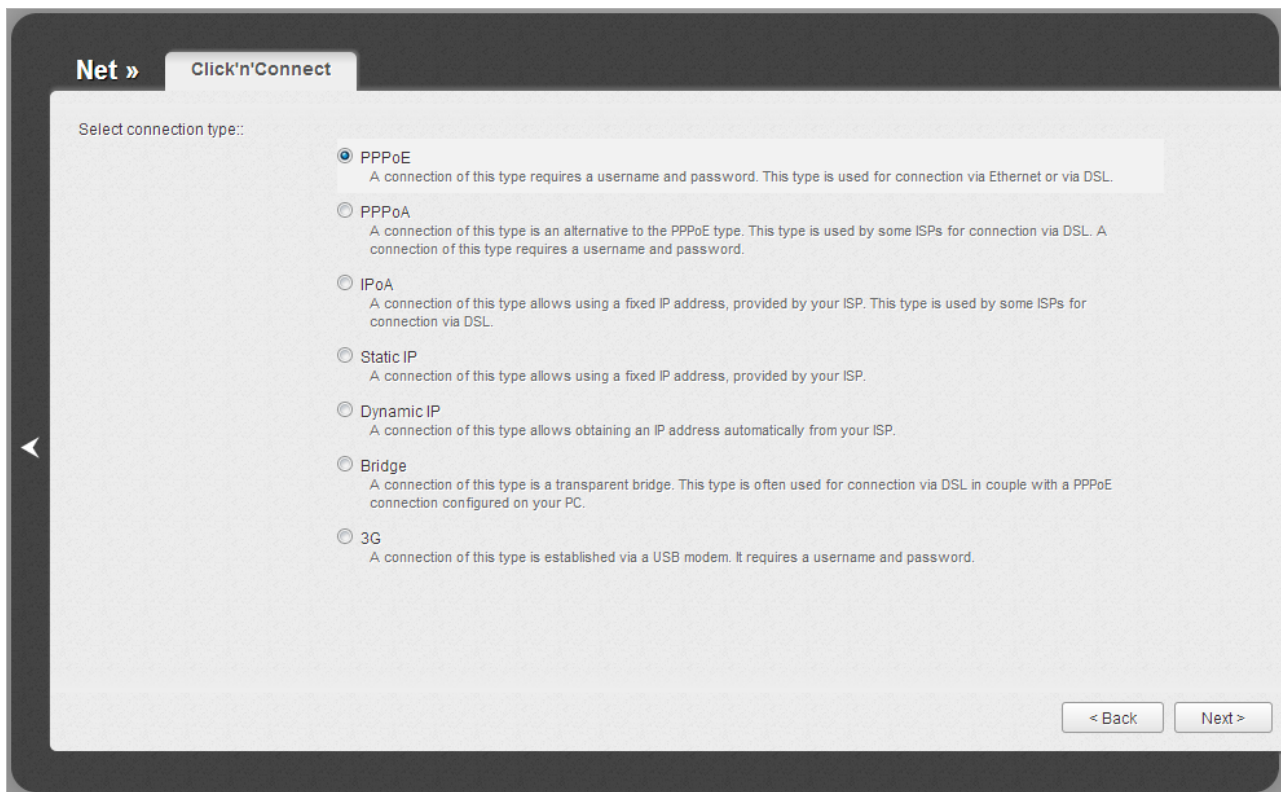 Net »
Click'n'Connect
Select connection type::
PPPoE
A connection of this type requires a username and password. This type is used for connection via Ethernet or via DSL.
PPPoA
A connection of this type is an alternative to the PPPoE type. This type is used by some ISPs for connection via DSL. A
connection of this type requires a username and password.
IPoA
A connection of this type allows using a fixed IP address, provided by your ISP. This type is used by some ISPs for
connection via DSL.
Static IP
A connection of this type allows using a fixed IP address, provided by your ISP.
Dynamic IP
A connection of this type allows obtaining an IP address automatically from your ISP.
Bridge
A connection of this type is a transparent bridge. This type is often used for connection via DSL in couple with a PPPoE
connection configured on your PC.
3G
A connection of this type is established via a USB modem. It requires a username and password.
< Back
Next >